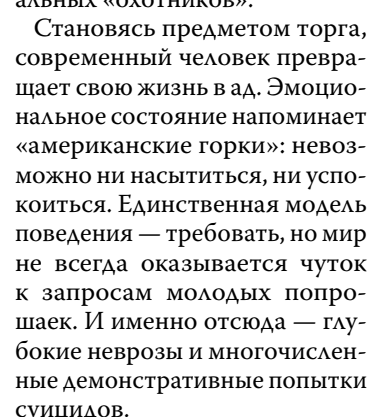 альных «охотников».
Становясь предметом торга,
современный человек превра-
щает свою жизнь в ад. Эмоцио-
нальное состояние напоминает
«американские горки»: невоз-
можно ни насытиться, ни успо-
коиться. Единственная модель
поведения — требовать, но мир
не всегда оказывается чуток
к запросам молодых попро-
шаек. И именно отсюда — глу-
бокие неврозы и многочислен-
ные демонстративные попытки
суицидов.